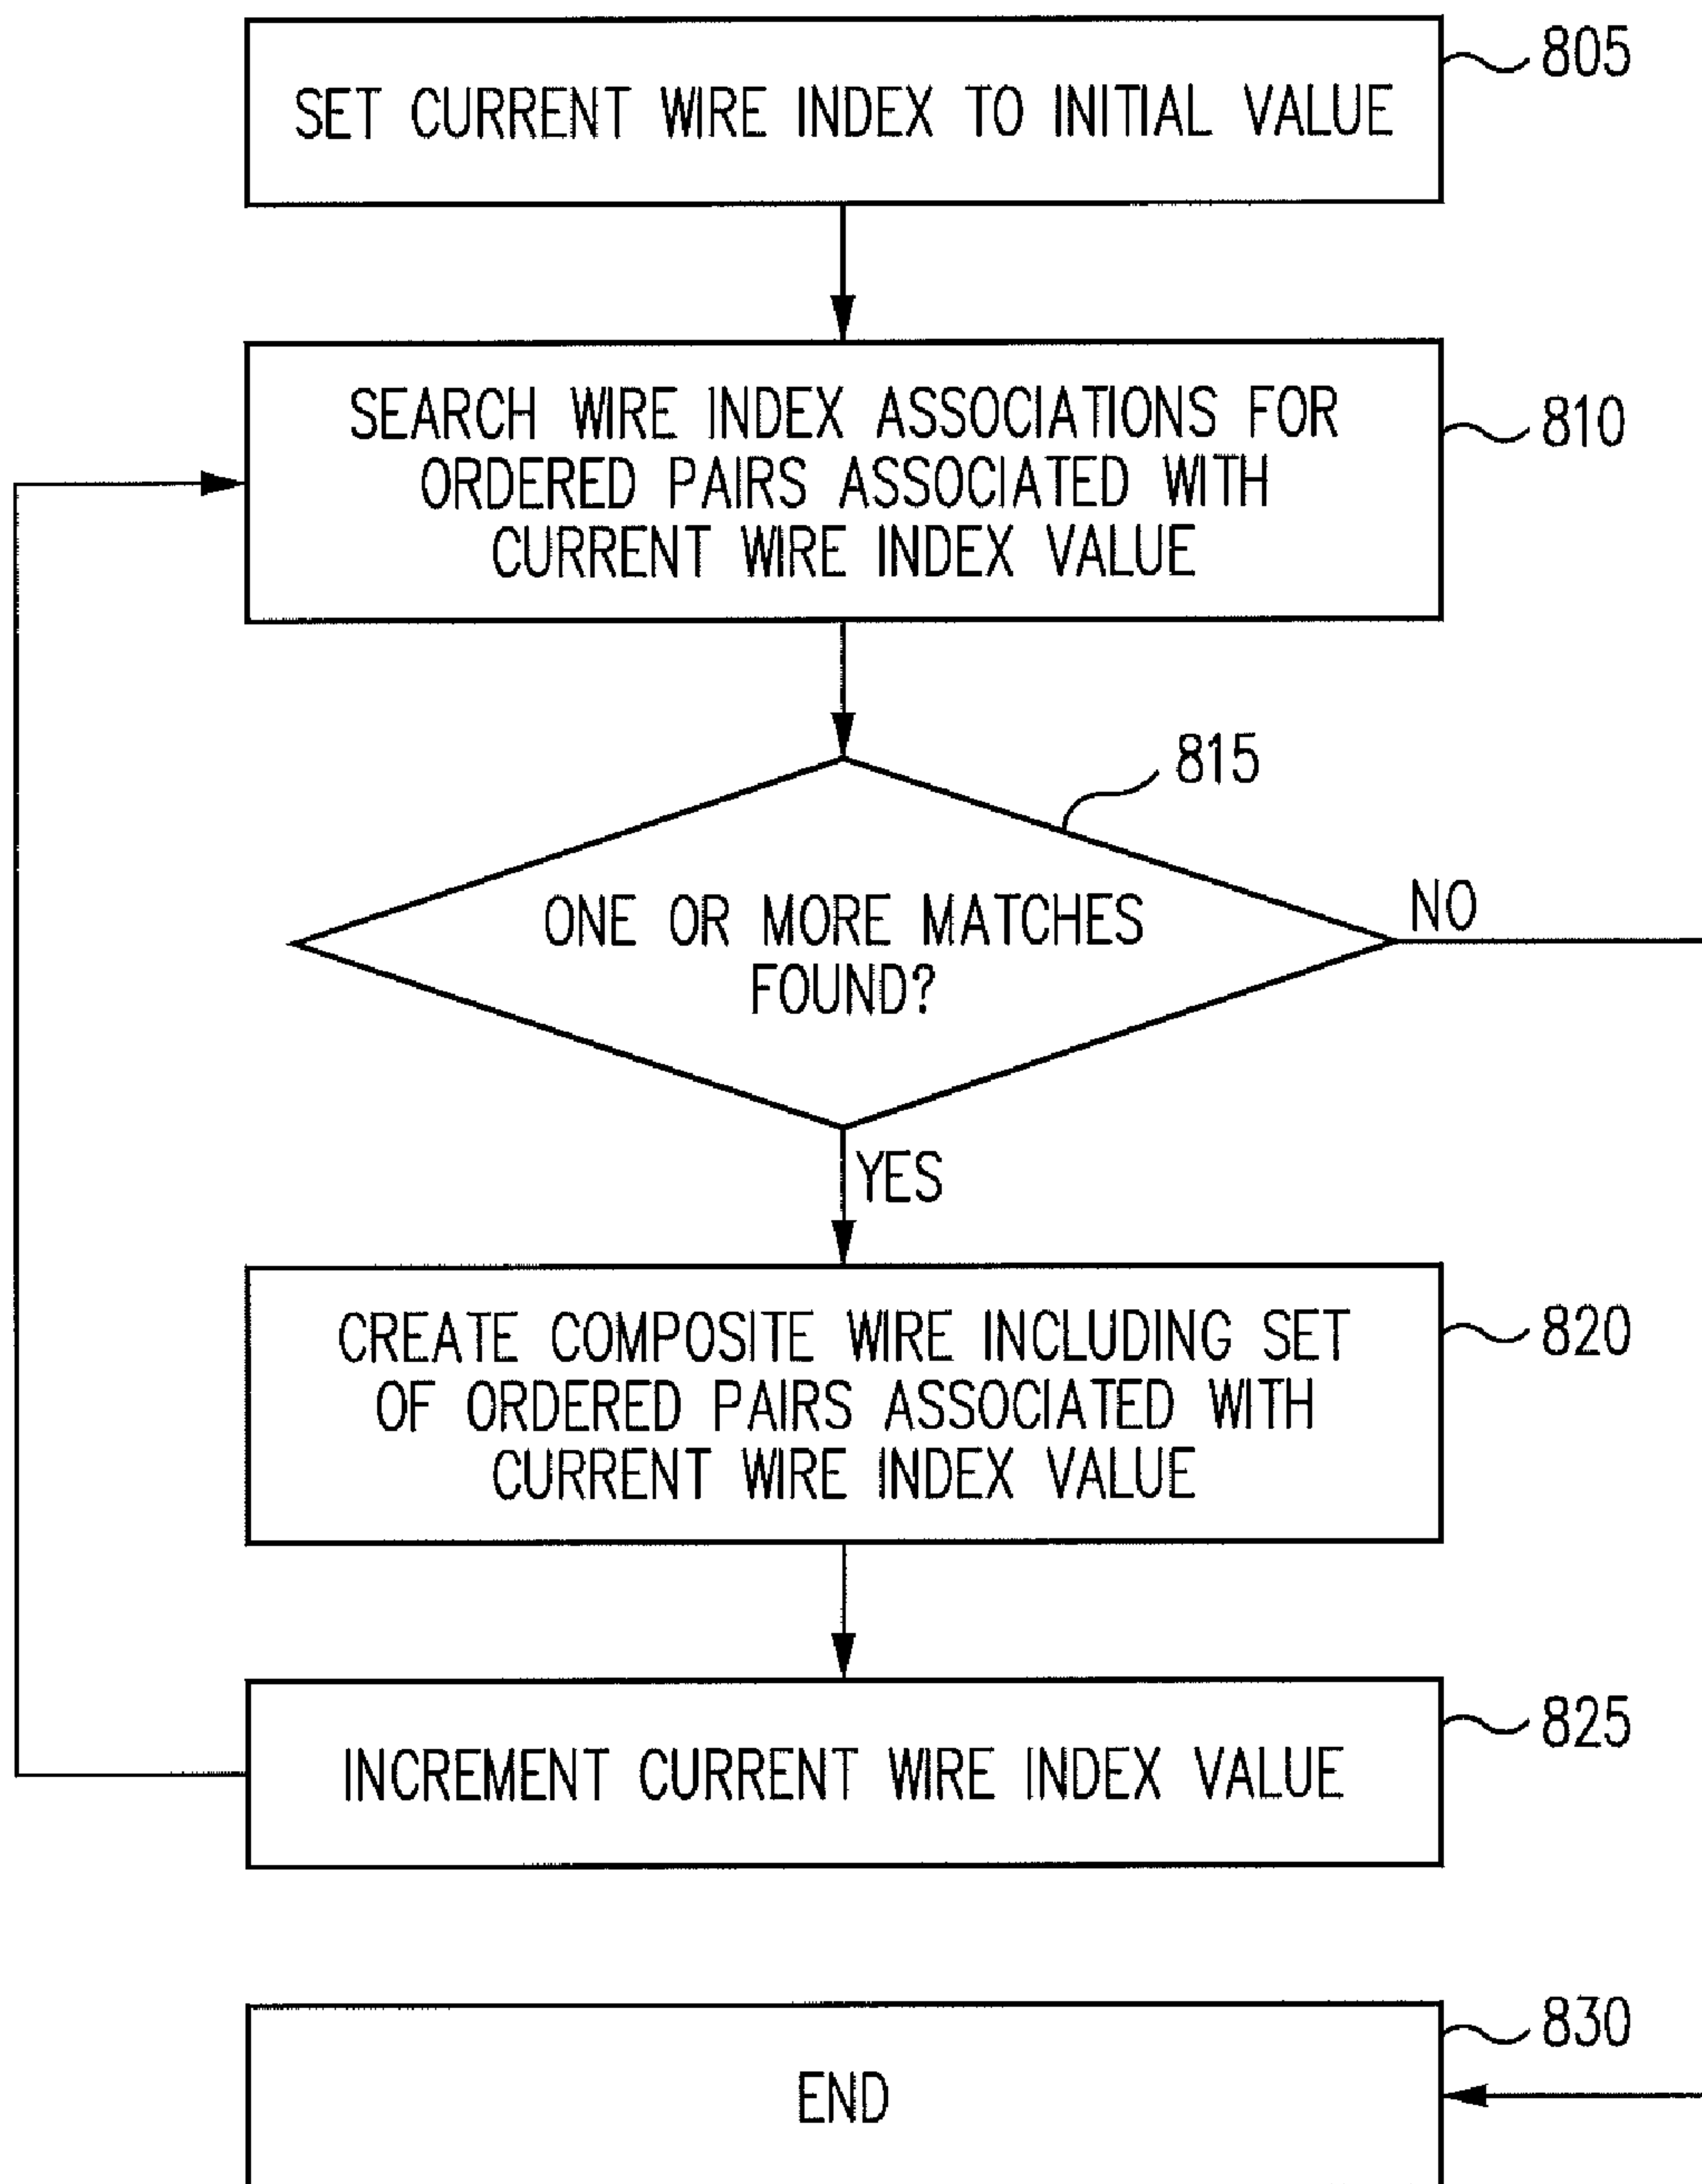 SET CURRENT WIRE INDEX TO INITIAL VALUE
805
SEARCH WIRE INDEX ASSOCIATIONS FOR
ORDERED PAIRS ASSOCIATED WITH
CURRENT WIRE INDEX VALUE
810
815
ONE OR MORE MATCHES
FOUND?
NO
YES
CREATE COMPOSITE WIRE INCLUDING SET
OF ORDERED PAIRS ASSOCIATED WITH
CURRENT WIRE INDEX VALUE
820
INCREMENT CURRENT WIRE INDEX VALUE
825
END
830